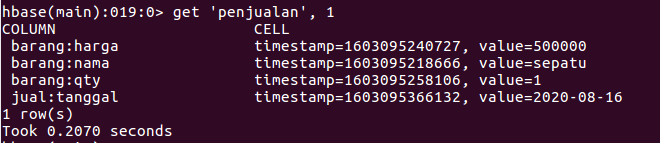 hbase(main):019:0> get 'penjualan', 1
COLUMN CELL
barang:harga timestamp=1603095240727, value=500000
barang:nama timestamp=1603095218666, value=sepatu
barang:qty timestamp=1603095258106, value=1
jual:tanggal timestamp=1603095366132, value=2020-08-16
1 row(s)
Took 0.2070 seconds